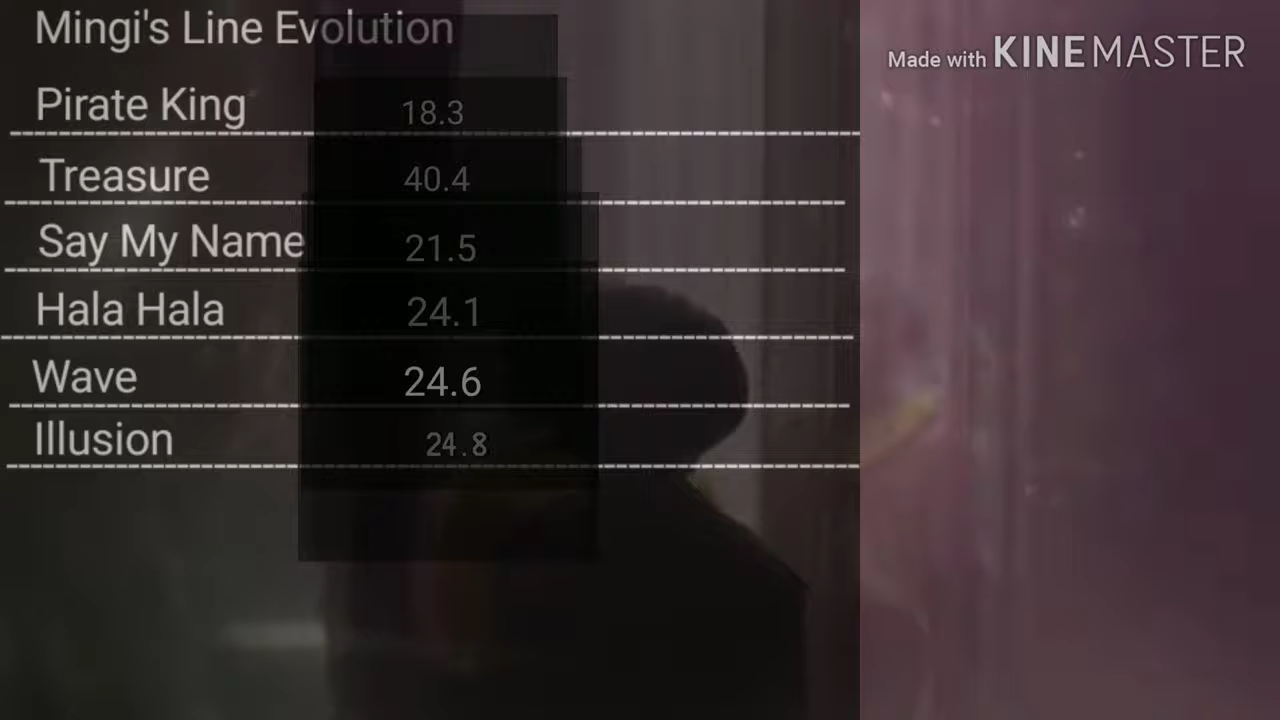 Mingi's Line Evolution
Made with KINEMASTER
Pirate King 18.3
Treasure 40.4
Say My Name 21.5
Hala Hala 24.1
Wave 24.6
Illusion 24.8